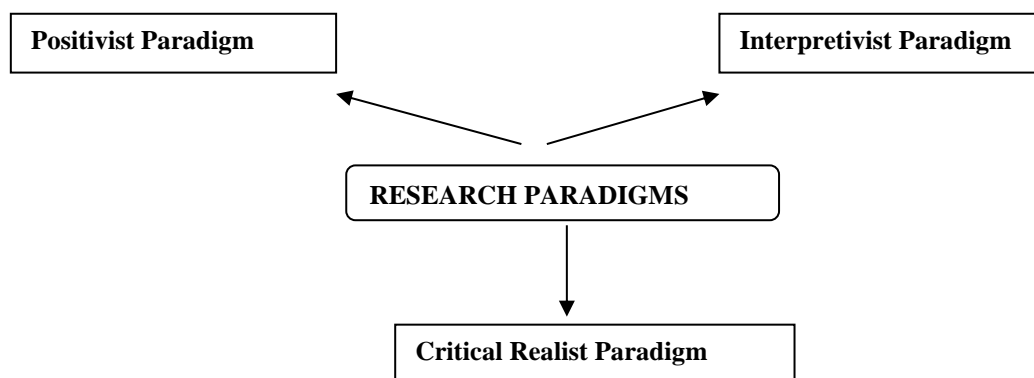 Positivist Paradigm
Interpretivist Paradigm
RESEARCH PARADIGMS
Critical Realist Paradigm